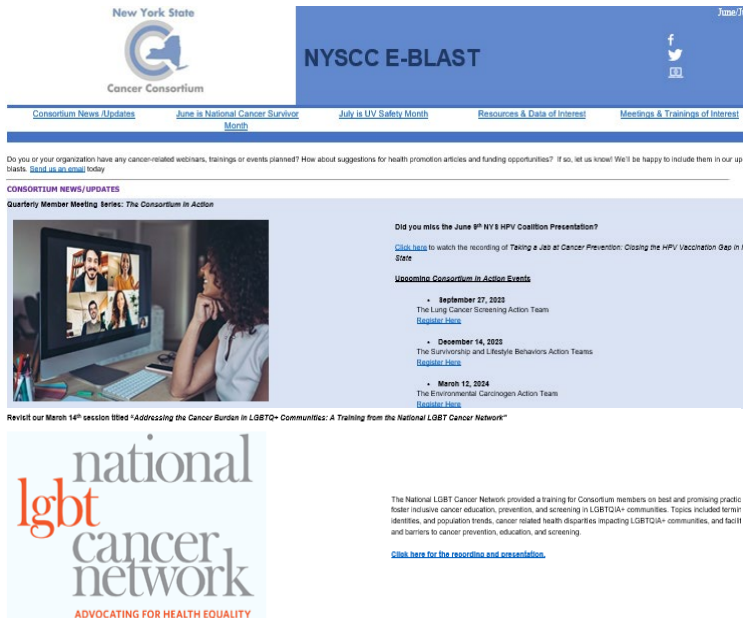 New York State
Cancer Consortium
June/J
NYSCC E-BLAST
Consortium News /Updates
June is National Cancer Survivor
Month
July is UV Safety Month
Resources & Data of Interest
Meetings & Trainings of Interest
Do you or your organization have any cancer-related webinars, trainings or events planned? How about suggestions for health promotion articles and funding opportunities? If so, let us know! We'll be happy to include them in our up
blasts. Send us an email today
CONSORTIUM NEWS/UPDATES
Quarterly Member Meeting Series: The Consortium in Action
Did you miss the June 9th NYS HPV Coalition Presentation?
Click here to watch the recording of Taking a Jab at Cancer Prevention: Closing the HPV Vaccination Gap in
State
Upcoming Consortium in Action Events
• September 27, 2023
The Lung Cancer Screening Action Team
Register Here
• December 14, 2023
The Survivorship and Lifestyle Behaviors Action Teams
Register Here
• March 12, 2024
The Environmental Carcinogen Action Team
Register Here
Revisit our March 14th session titled "Addressing the Cancer Burden in LGBTQ+ Communities: A Training from the National LGBT Cancer Network"
national
lgbt
cancer
network
ADVOCATING FOR HEALTH EQUALITY
The National LGBT Cancer Network provided a training for Consortium members on best and promising practic
foster inclusive cancer education, prevention, and screening in LGBTQIA+ communities. Topics included termin
identities, and population trends, cancer related health disparities impacting LGBTQIA+ communities, and facilit
and barriers to cancer prevention, education, and screening.
Click here for the recording and presentation.